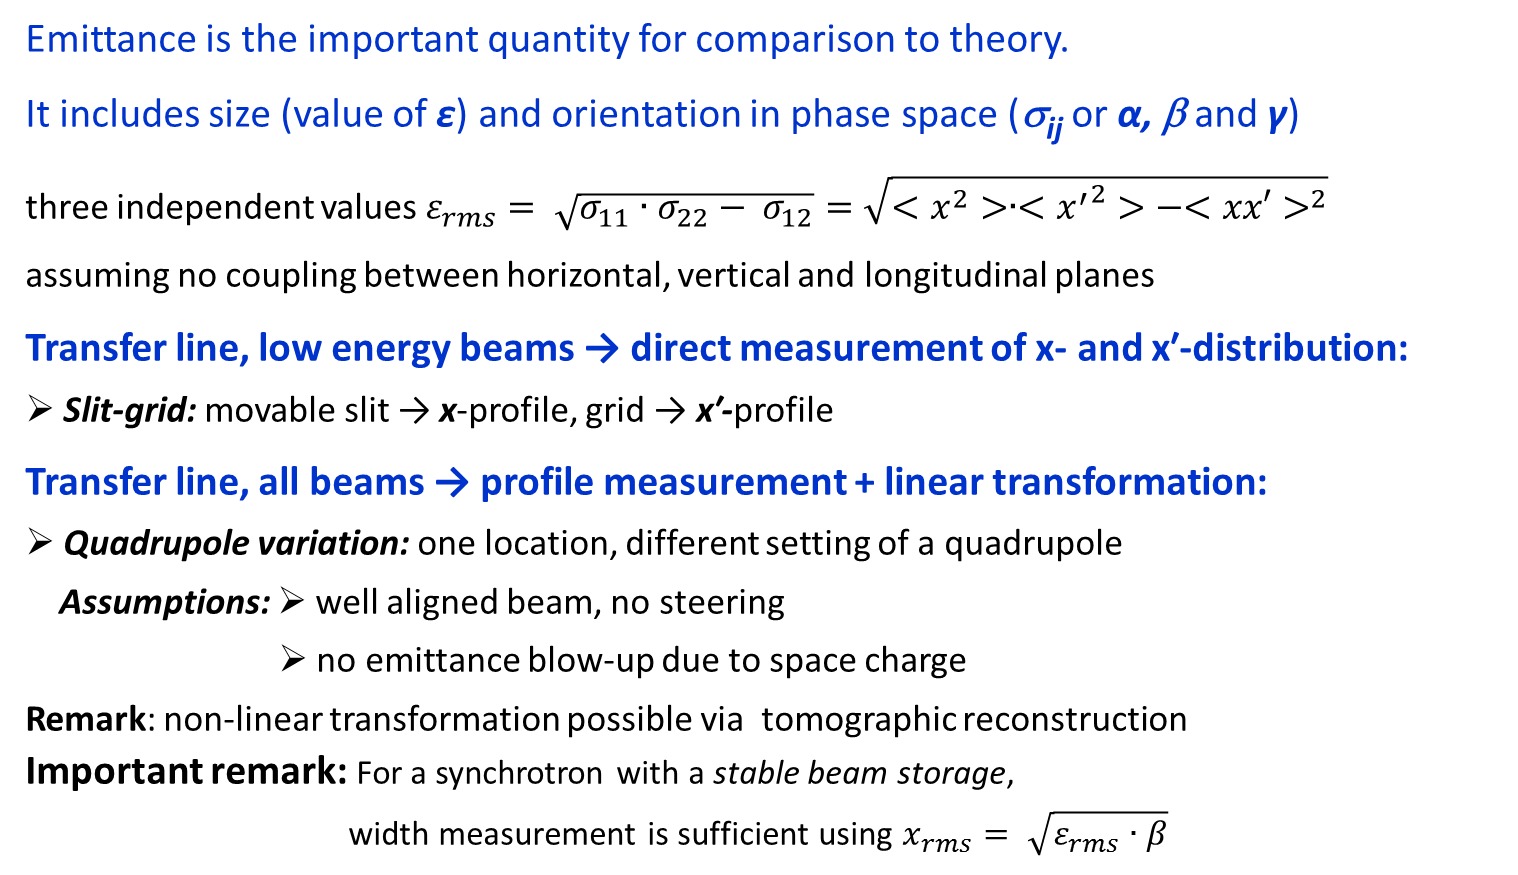 Emittance is the important quantity for comparison to theory.
It includes size (value of ε) and orientation in phase space (σij or α, β and γ)
three independent values εrms = √σ11 · σ22 − σ12 = √< x² >·< x′² > −< xx′ >²
assuming no coupling between horizontal, vertical and longitudinal planes
Transfer line, low energy beams → direct measurement of x- and x′-distribution:
➢ Slit-grid: movable slit → x-profile, grid → x′-profile
Transfer line, all beams → profile measurement + linear transformation:
➢ Quadrupole variation: one location, different setting of a quadrupole
Assumptions: ➢ well aligned beam, no steering
➢ no emittance blow-up due to space charge
Remark: non-linear transformation possible via tomographic reconstruction
Important remark: For a synchrotron with a stable beam storage,
width measurement is sufficient using xrms = √εrms · β